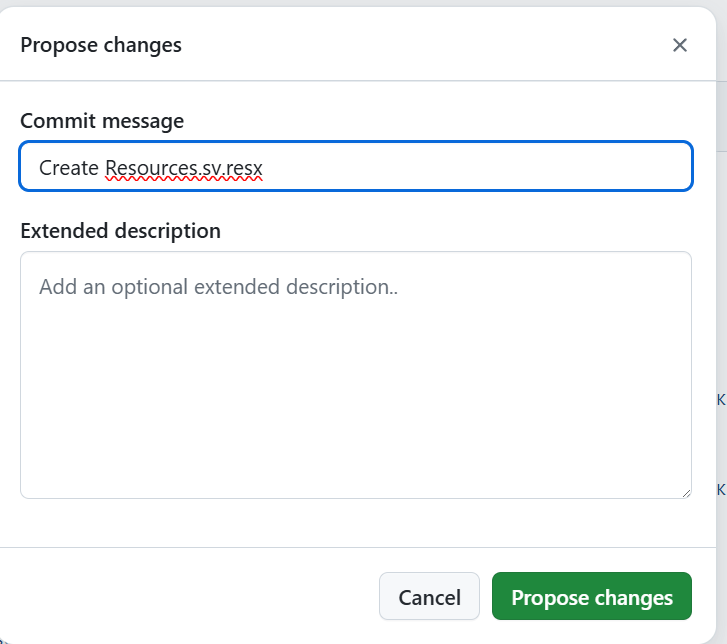 Propose changes
Commit message
Create Resources.sv.resx
Extended description
Add an optional extended description..
K
K
Cancel
Propose changes